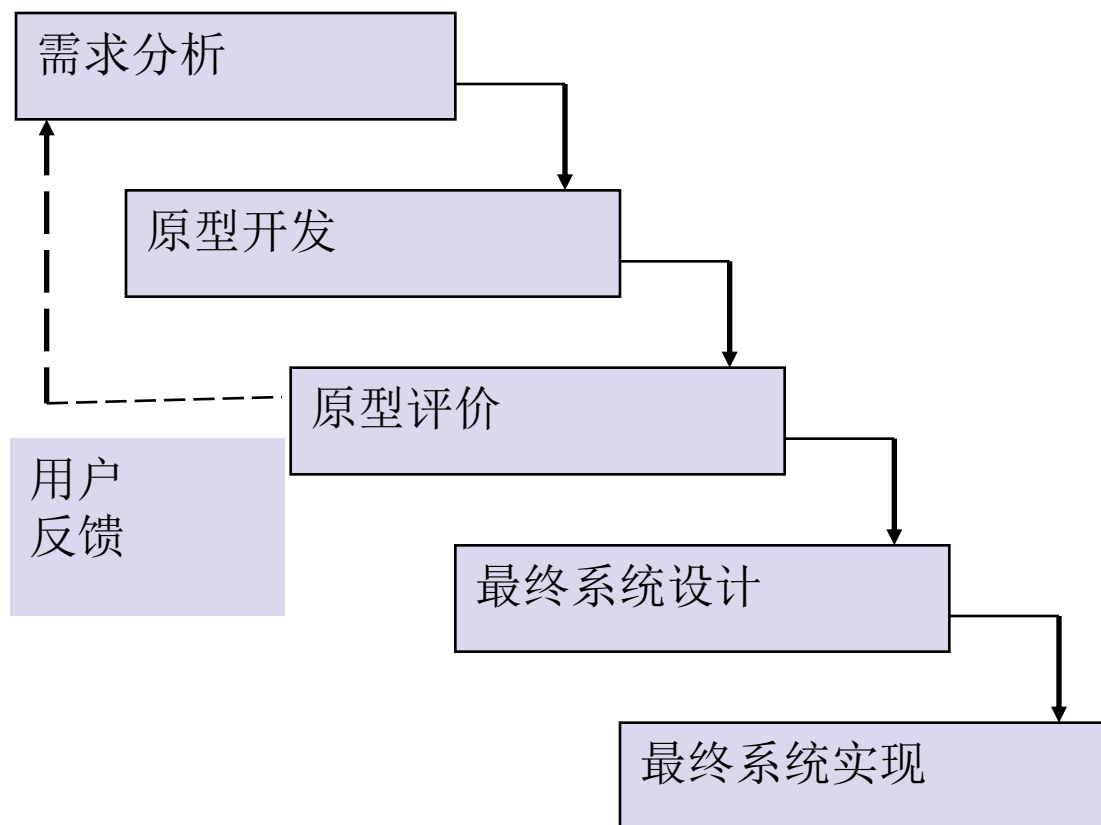 需求分析
原型开发
原型评价
用户
反馈
最终系统设计
最终系统实现